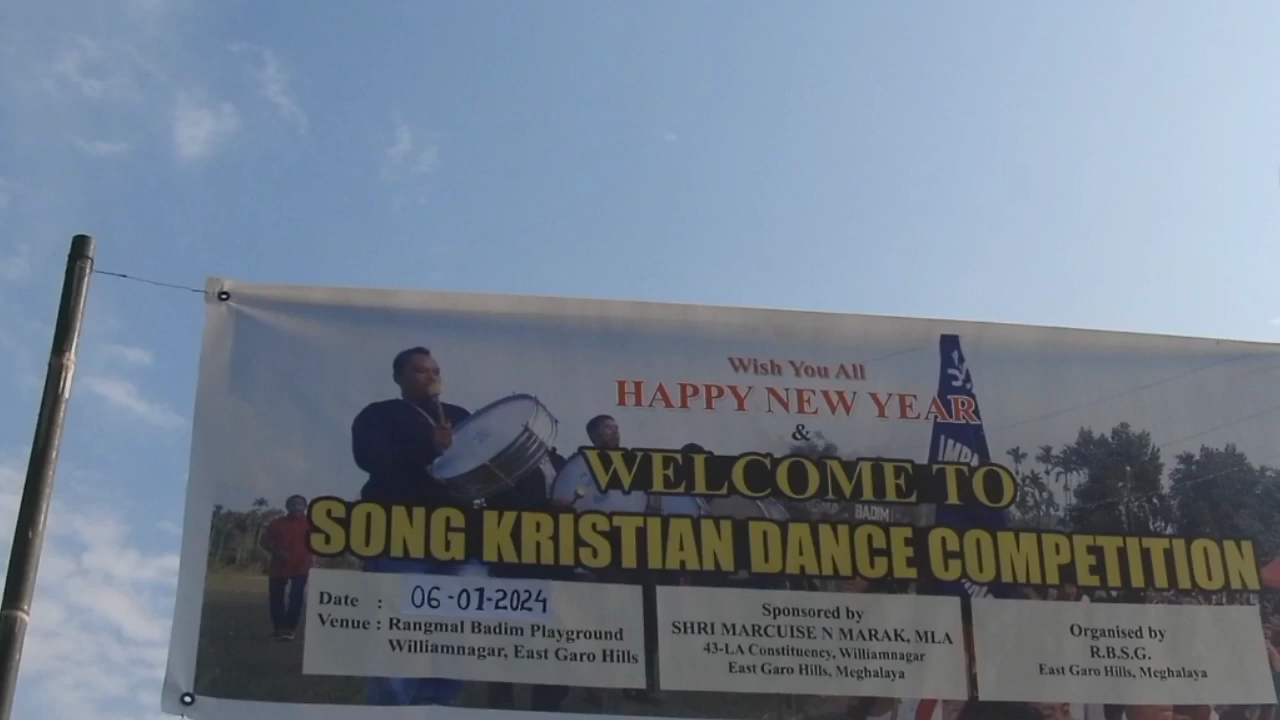 Wish You All
HAPPY NEW YEAR
&
WELCOME TO
BADIM
SONG KRISTIAN DANCE COMPETITION
Date : 06-01-2024
Venue : Rangmal Badim Playground
Williamnagar, East Garo Hills
Sponsored by
SHRI MARCUISE N MARAK, MLA
43-LA Constituency, Williamnagar
East Garo Hills, Meghalaya
Organised by
R.B.S.G.
East Garo Hills, Meghalaya